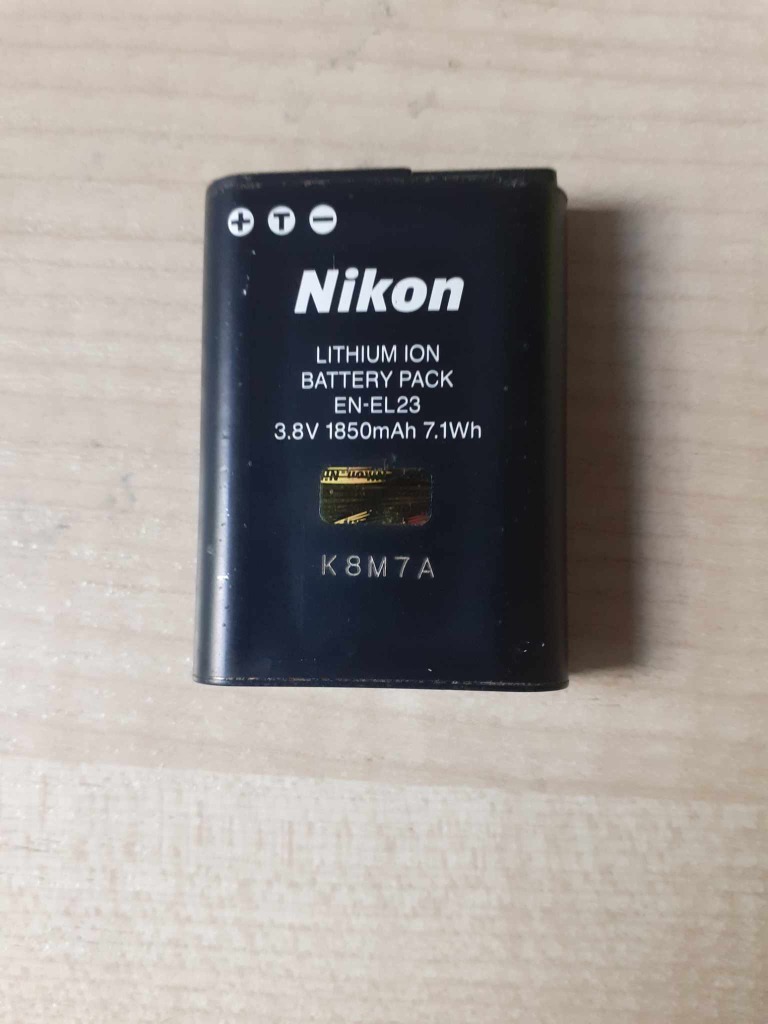 + T −
Nikon
LITHIUM ION
BATTERY PACK
EN-EL23
3.8V 1850mAh 7.1Wh
K8M7A